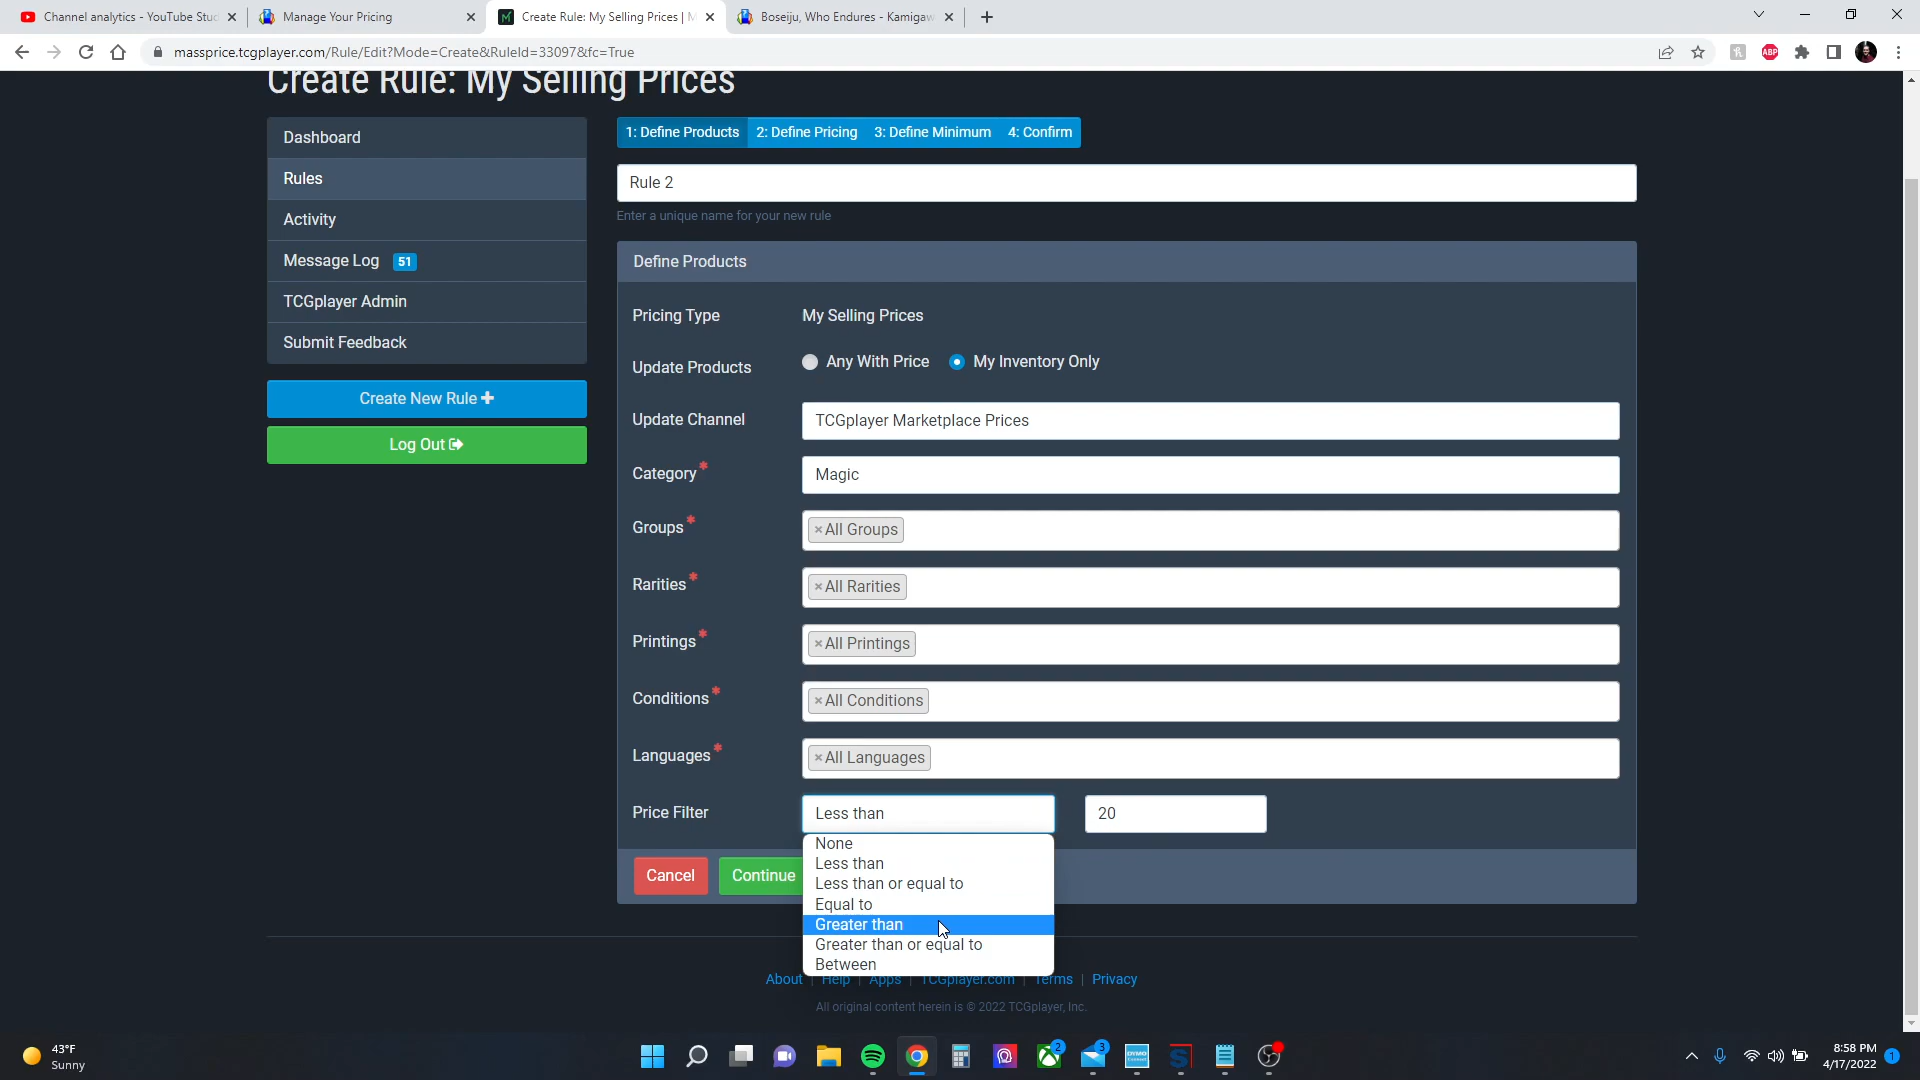 Channel analytics - YouTube Stu
Manage Your Pricing
Create Rule: My Selling Prices | M
Boseiju, Who Endures - Kamigaw
massprice.tcgplayer.com/Rule/Edit?Mode=Create&RuleId=33097&fc=True
ABP
Create Rule: My Selling Prices
Dashboard
Rules
Activity
Message Log 51
TCGplayer Admin
Submit Feedback
Create New Rule
Log Out
1: Define Products 2: Define Pricing 3: Define Minimum 4: Confirm
Rule 2
Enter a unique name for your new rule
Define Products
Pricing Type My Selling Prices
Update Products Any With Price My Inventory Only
Update Channel TCGplayer Marketplace Prices
Category* Magic
Groups* ×All Groups
Rarities* ×All Rarities
Printings* ×All Printings
Conditions* ×All Conditions
Languages* ×All Languages
Price Filter Less than 20
None
Less than
Less than or equal to
Equal to
Greater than
Greater than or equal to
Between
Cancel Continue
About | Help | Apps | TCGplayer.com | Terms | Privacy
All original content herein is © 2022 TCGplayer, Inc.
43°F
Sunny
2
3
DYMO
8:58 PM
4/17/2022
1